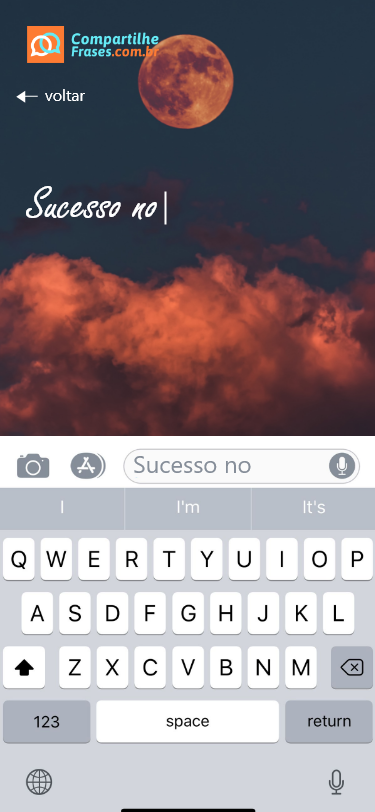 Compartilhe
Frases.com.br
voltar
Sucesso no
Sucesso no
I I'm It's
Q W E R T Y U I O P
A S D F G H J K L
Z X C V B N M
123 space return